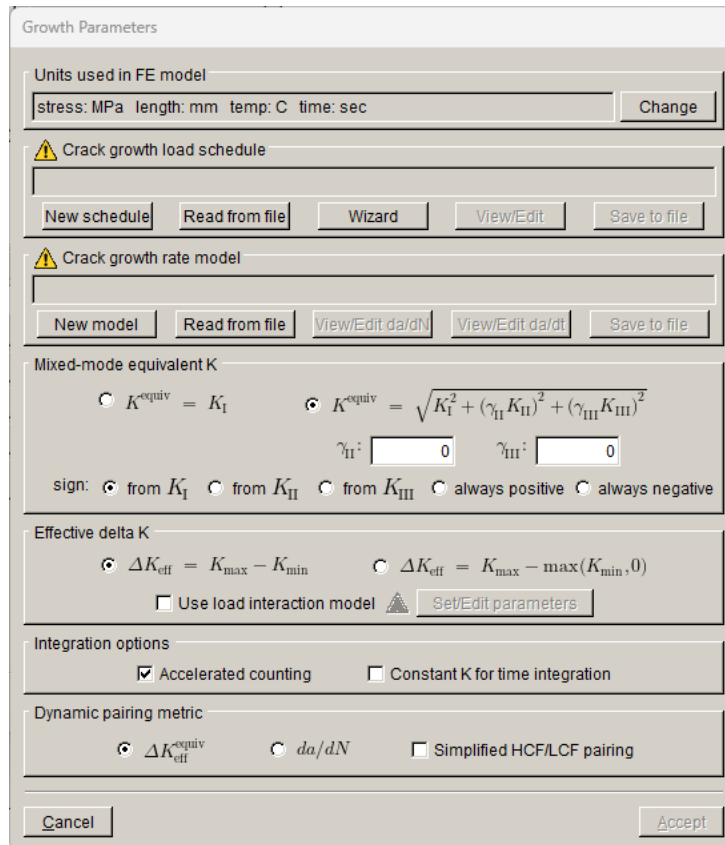 Growth Parameters
Units used in FE model
stress: MPa length: mm temp: C time: sec
Change
Crack growth load schedule
New schedule Read from file Wizard View/Edit Save to file
Crack growth rate model
New model Read from file View/Edit da/dN View/Edit da/dt Save to file
Mixed-mode equivalent K
K^equiv = K_I K^equiv = √(K_I^2 + (γ_II K_II)^2 + (γ_III K_III)^2)
γ_II: 0 γ_III: 0
sign: from K_I from K_II from K_III always positive always negative
Effective delta K
ΔK_eff = K_max − K_min ΔK_eff = K_max − max(K_min,0)
Use load interaction model Set/Edit parameters
Integration options
Accelerated counting Constant K for time integration
Dynamic pairing metric
ΔK_eff^equiv da/dN Simplified HCF/LCF pairing
Cancel Accept